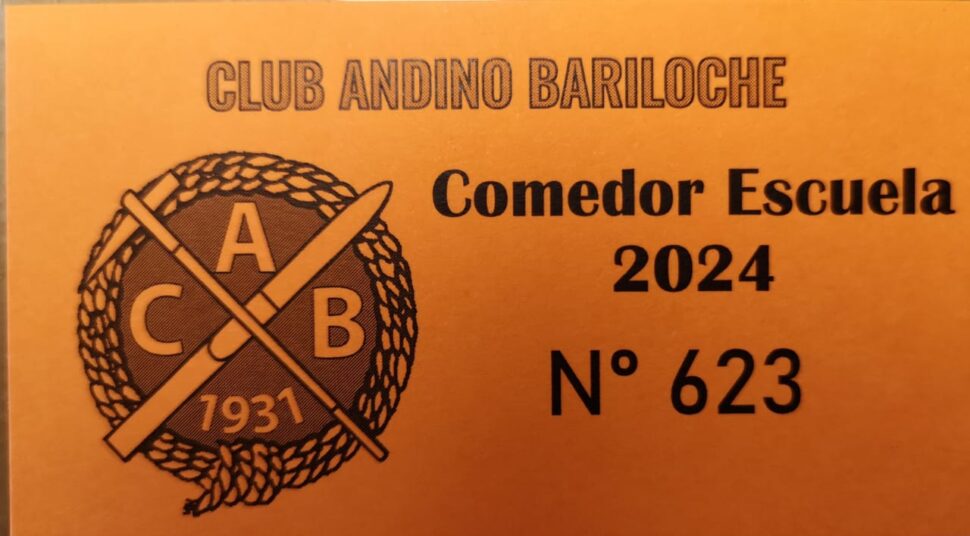 CLUB ANDINO BARILOCHE
Comedor Escuela
2024
N° 623
A
C B
1931